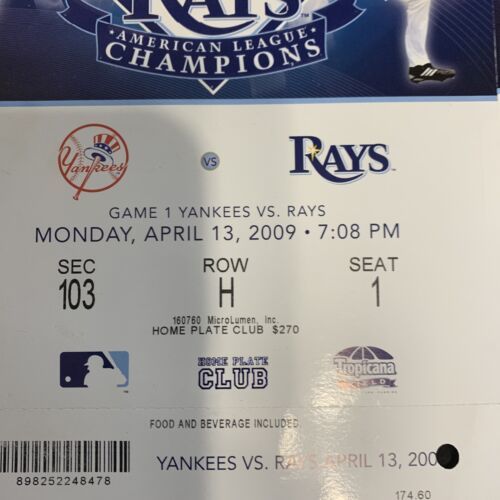 RAYS
AMERICAN LEAGUE
CHAMPIONS
Yankees
VS
RAYS
GAME 1 YANKEES VS. RAYS
MONDAY, APRIL 13, 2009 • 7:08 PM
SEC ROW SEAT
103 H 1
160760 MicroLumen, Inc.
HOME PLATE CLUB $270
HOME PLATE
CLUB
Tropicana
FIELD
FOOD AND BEVERAGE INCLUDED
YANKEES VS. RAYS APRIL 13, 200
898252248478
174.60